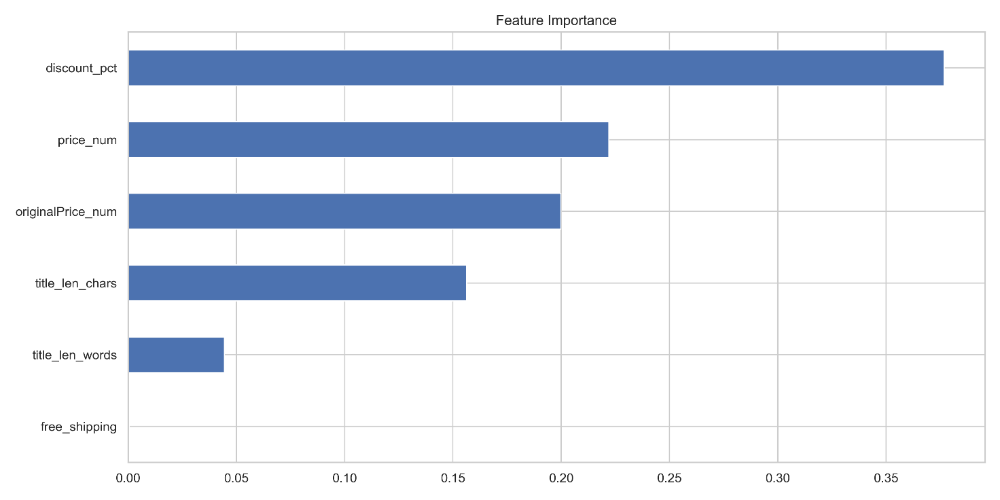 Feature Importance
discount_pct
price_num
originalPrice_num
title_len_chars
title_len_words
free_shipping
0.00 0.05 0.10 0.15 0.20 0.25 0.30 0.35